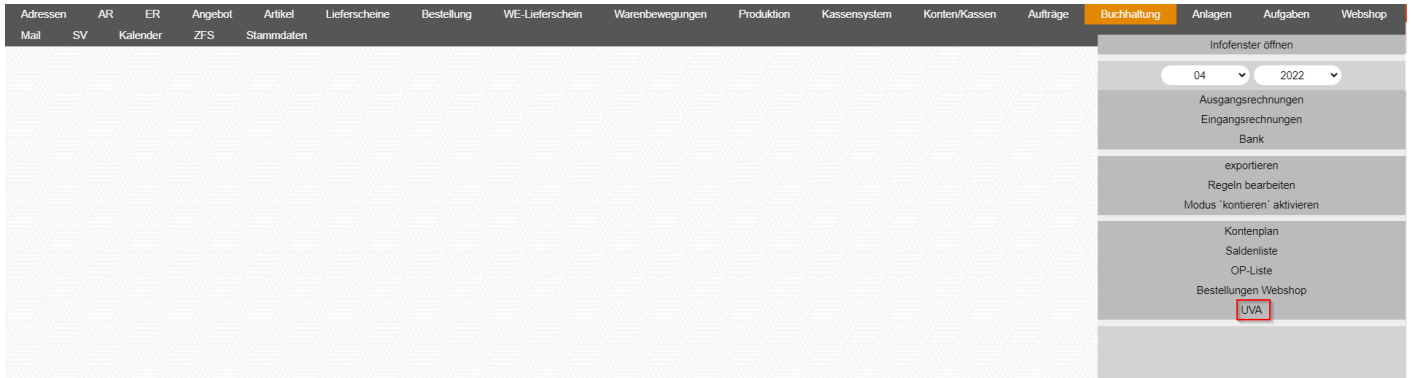 Adressen AR ER Angebot Artikel Lieferscheine Bestellung WE-Lieferschein Warenbewegungen Produktion Kassensystem Konten/Kassen Aufträge Buchhaltung Anlagen Aufgaben Webshop
Mail SV Kalender ZFS Stammdaten
Infofenster öffnen
04 2022
Ausgangsrechnungen
Eingangsrechnungen
Bank
exportieren
Regeln bearbeiten
Modus `kontieren´ aktivieren
Kontenplan
Saldenliste
OP-Liste
Bestellungen Webshop
UVA